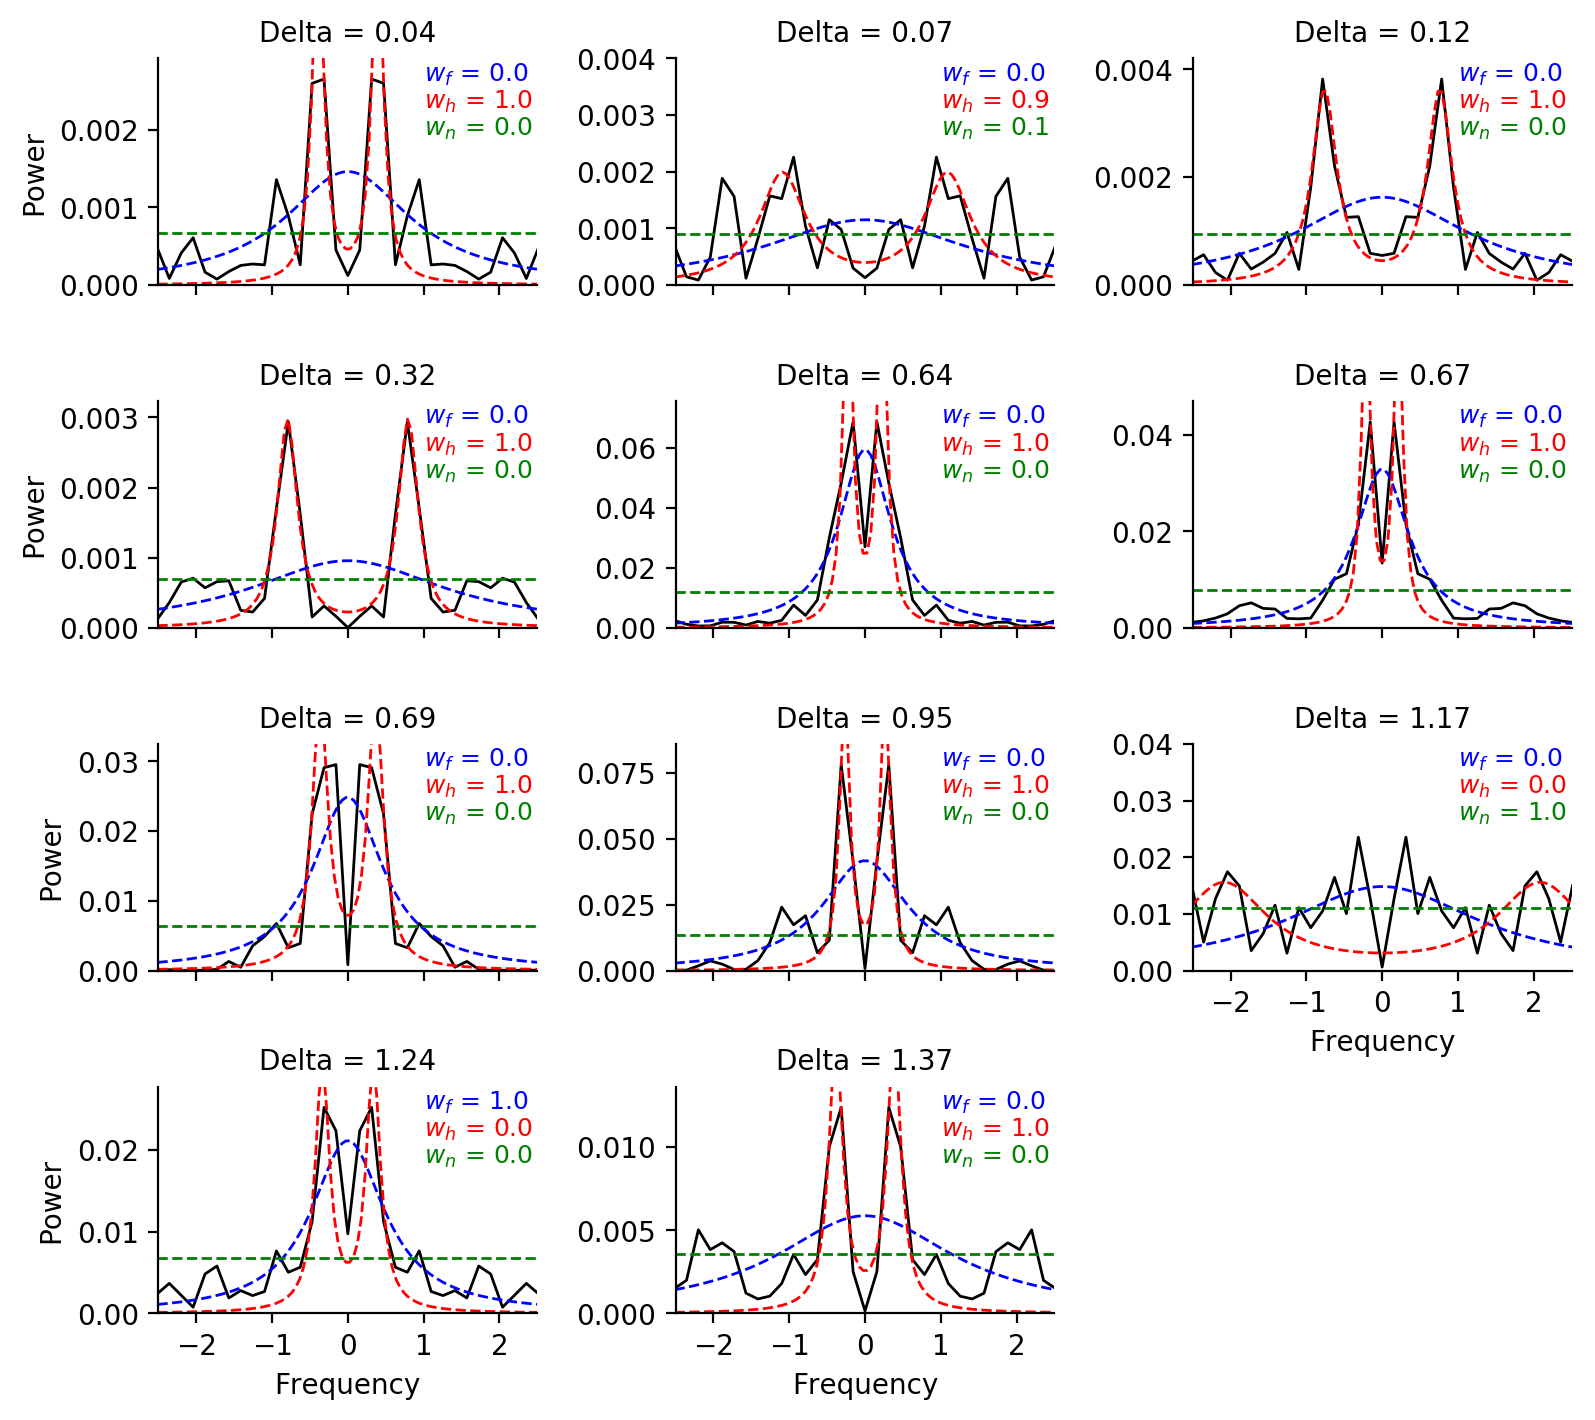 Delta = 0.04
w_f = 0.0
w_h = 1.0
w_n = 0.0
0.002
0.001
0.000
Power
Delta = 0.07
w_f = 0.0
w_h = 0.9
w_n = 0.1
0.004
0.003
0.002
0.001
0.000
Delta = 0.12
w_f = 0.0
w_h = 1.0
w_n = 0.0
0.004
0.002
0.000
Delta = 0.32
w_f = 0.0
w_h = 1.0
w_n = 0.0
0.003
0.002
0.001
0.000
Power
Delta = 0.64
w_f = 0.0
w_h = 1.0
w_n = 0.0
0.06
0.04
0.02
0.00
Delta = 0.67
w_f = 0.0
w_h = 1.0
w_n = 0.0
0.04
0.02
0.00
Delta = 0.69
w_f = 0.0
w_h = 1.0
w_n = 0.0
0.03
0.02
0.01
0.00
Power
Delta = 0.95
w_f = 0.0
w_h = 1.0
w_n = 0.0
0.075
0.050
0.025
0.000
Delta = 1.17
w_f = 0.0
w_h = 0.0
w_n = 1.0
0.04
0.03
0.02
0.01
0.00
−2 −1 0 1 2
Frequency
Delta = 1.24
w_f = 1.0
w_h = 0.0
w_n = 0.0
0.02
0.01
0.00
Power
−2 −1 0 1 2
Frequency
Delta = 1.37
w_f = 0.0
w_h = 1.0
w_n = 0.0
0.010
0.005
0.000
−2 −1 0 1 2
Frequency